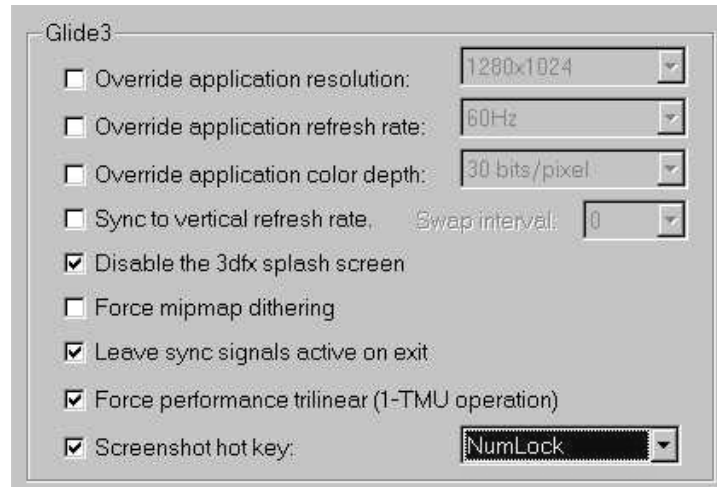 Glide3
Override application resolution: 1280x1024
Override application refresh rate: 60Hz
Override application color depth: 30 bits/pixel
Sync to vertical refresh rate. Swap interval: 0
Disable the 3dfx splash screen
Force mipmap dithering
Leave sync signals active on exit
Force performance trilinear (1-TMU operation)
Screenshot hot key: NumLock